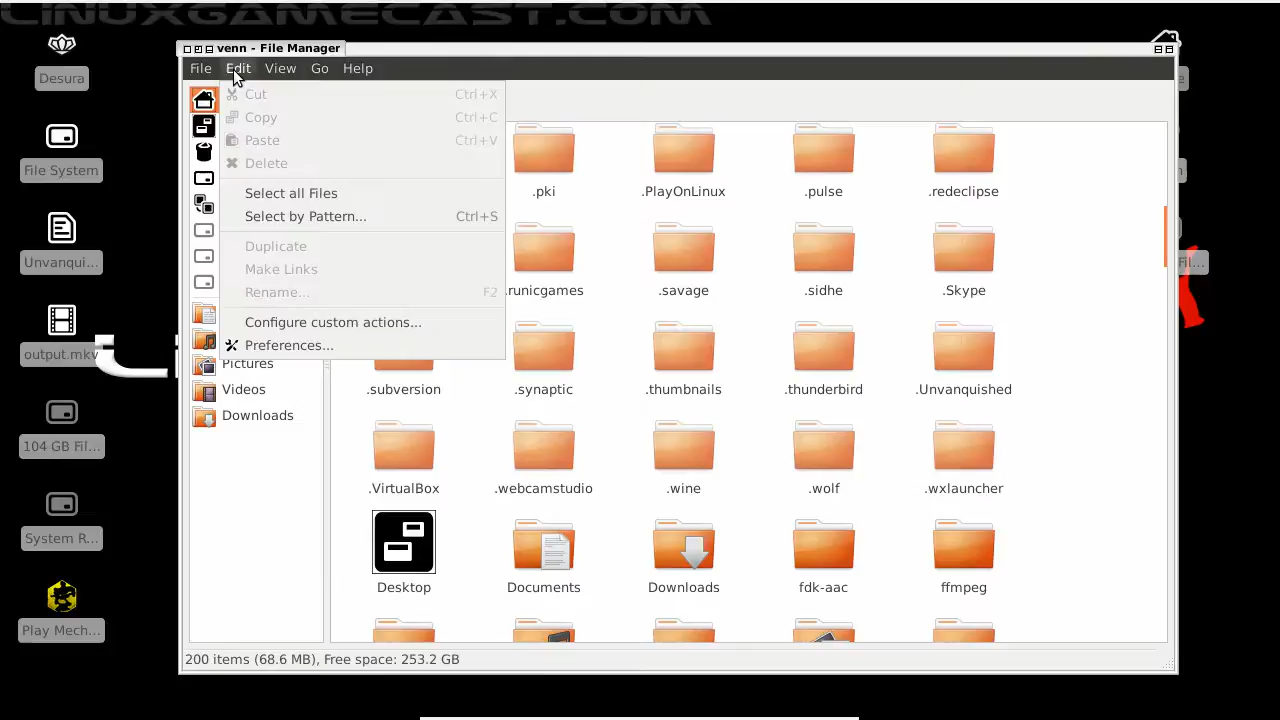 LINUXGAMECAST.COM
venn - File Manager
File Edit View Go Help
Cut Ctrl+X
Copy Ctrl+C
Paste Ctrl+V
Delete
Select all Files
Select by Pattern... Ctrl+S
Duplicate
Make Links
Rename... F2
Configure custom actions...
Preferences...
Pictures
Videos
Downloads
.pki .PlayOnLinux .pulse .redeclipse
.runicgames .savage .sidhe .Skype
.subversion .synaptic .thumbnails .thunderbird .Unvanquished
.VirtualBox .webcamstudio .wine .wolf .wxlauncher
Desktop Documents Downloads fdk-aac ffmpeg
200 items (68.6 MB), Free space: 253.2 GB
Desura
File System
Unvanqui...
output.mkv
104 GB Fil...
System R...
Play Mech...
Fil...